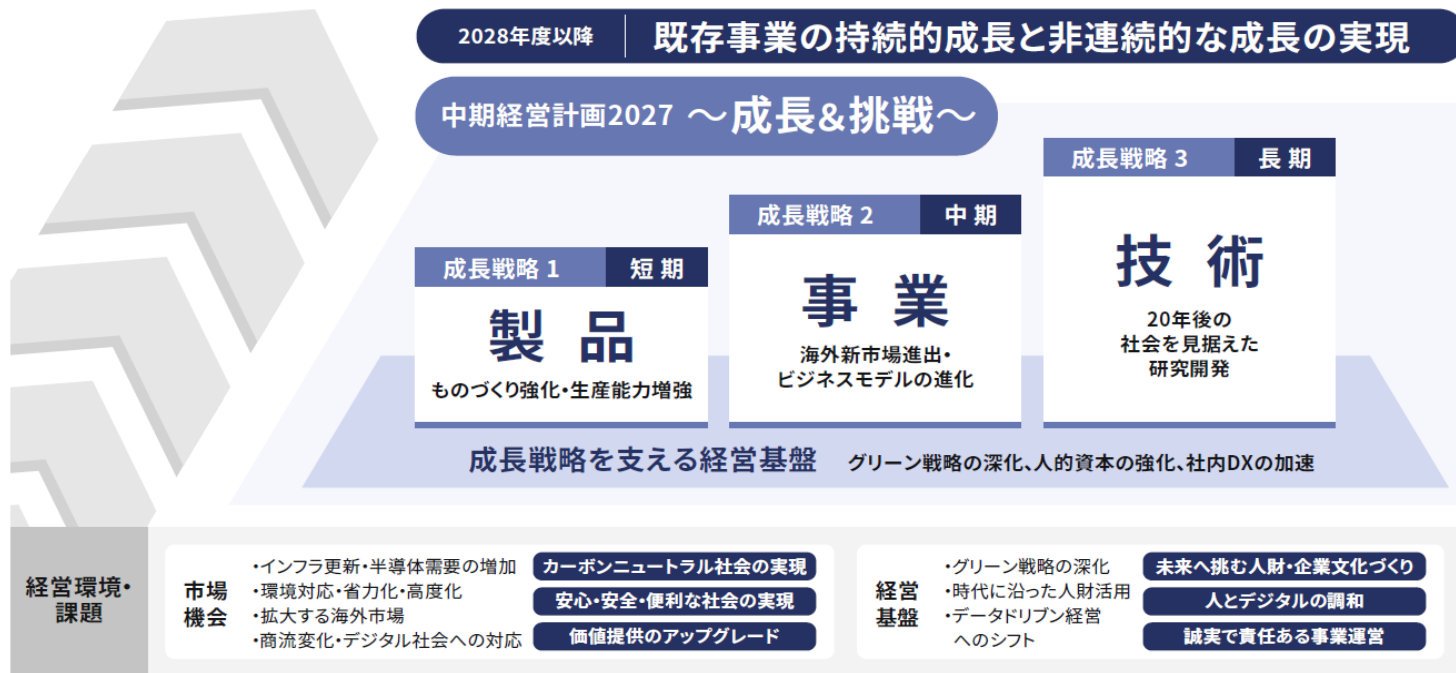 2028年度以降 既存事業の持続的成長と非連続的な成長の実現
中期経営計画2027 ～成長&挑戦～
成長戦略 1 短期
製品
ものづくり強化・生産能力増強
成長戦略 2 中期
事業
海外新市場進出・
ビジネスモデルの進化
成長戦略 3 長期
技術
20年後の
社会を見据えた
研究開発
成長戦略を支える経営基盤 グリーン戦略の深化、人的資本の強化、社内DXの加速
経営環境・
課題
市場
機会
・インフラ更新・半導体需要の増加
・環境対応・省力化・高度化
・拡大する海外市場
・商流変化・デジタル社会への対応
カーボンニュートラル社会の実現
安心・安全・便利な社会の実現
価値提供のアップグレード
経営
基盤
・グリーン戦略の深化
・時代に沿った人財活用
・データドリブン経営
へのシフト
未来へ挑む人財・企業文化づくり
人とデジタルの調和
誠実で責任ある事業運営